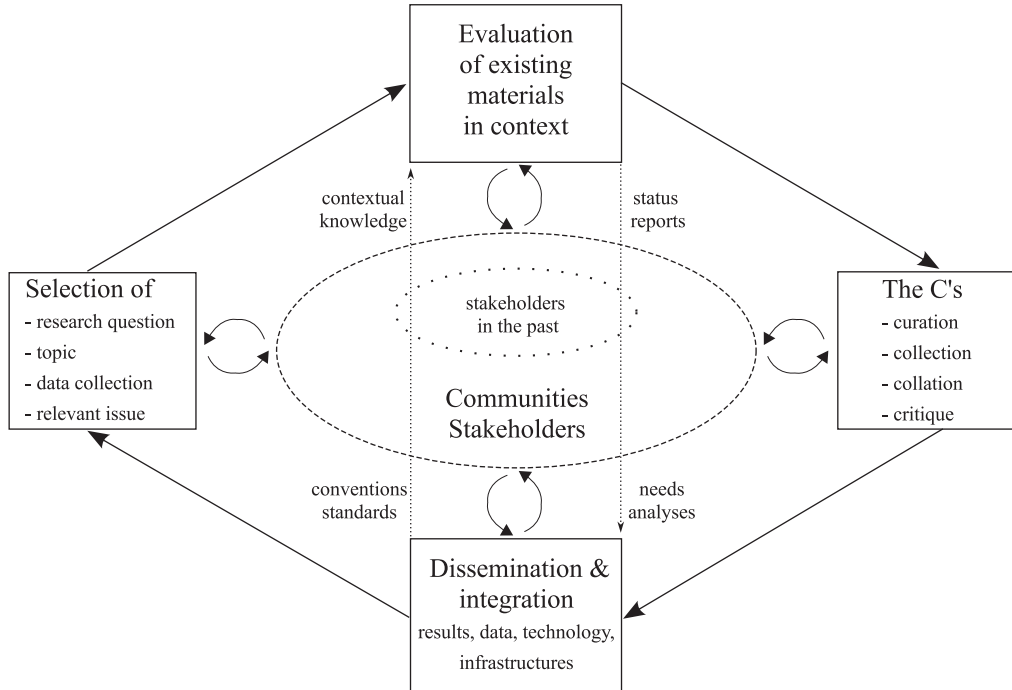 Evaluation
of existing
materials
in context
contextual
knowledge
status
reports
Selection of
- research question
- topic
- data collection
- relevant issue
stakeholders
in the past
Communities
Stakeholders
The C's
- curation
- collection
- collation
- critique
conventions
standards
needs
analyses
Dissemination &
integration
results, data, technology,
infrastructures